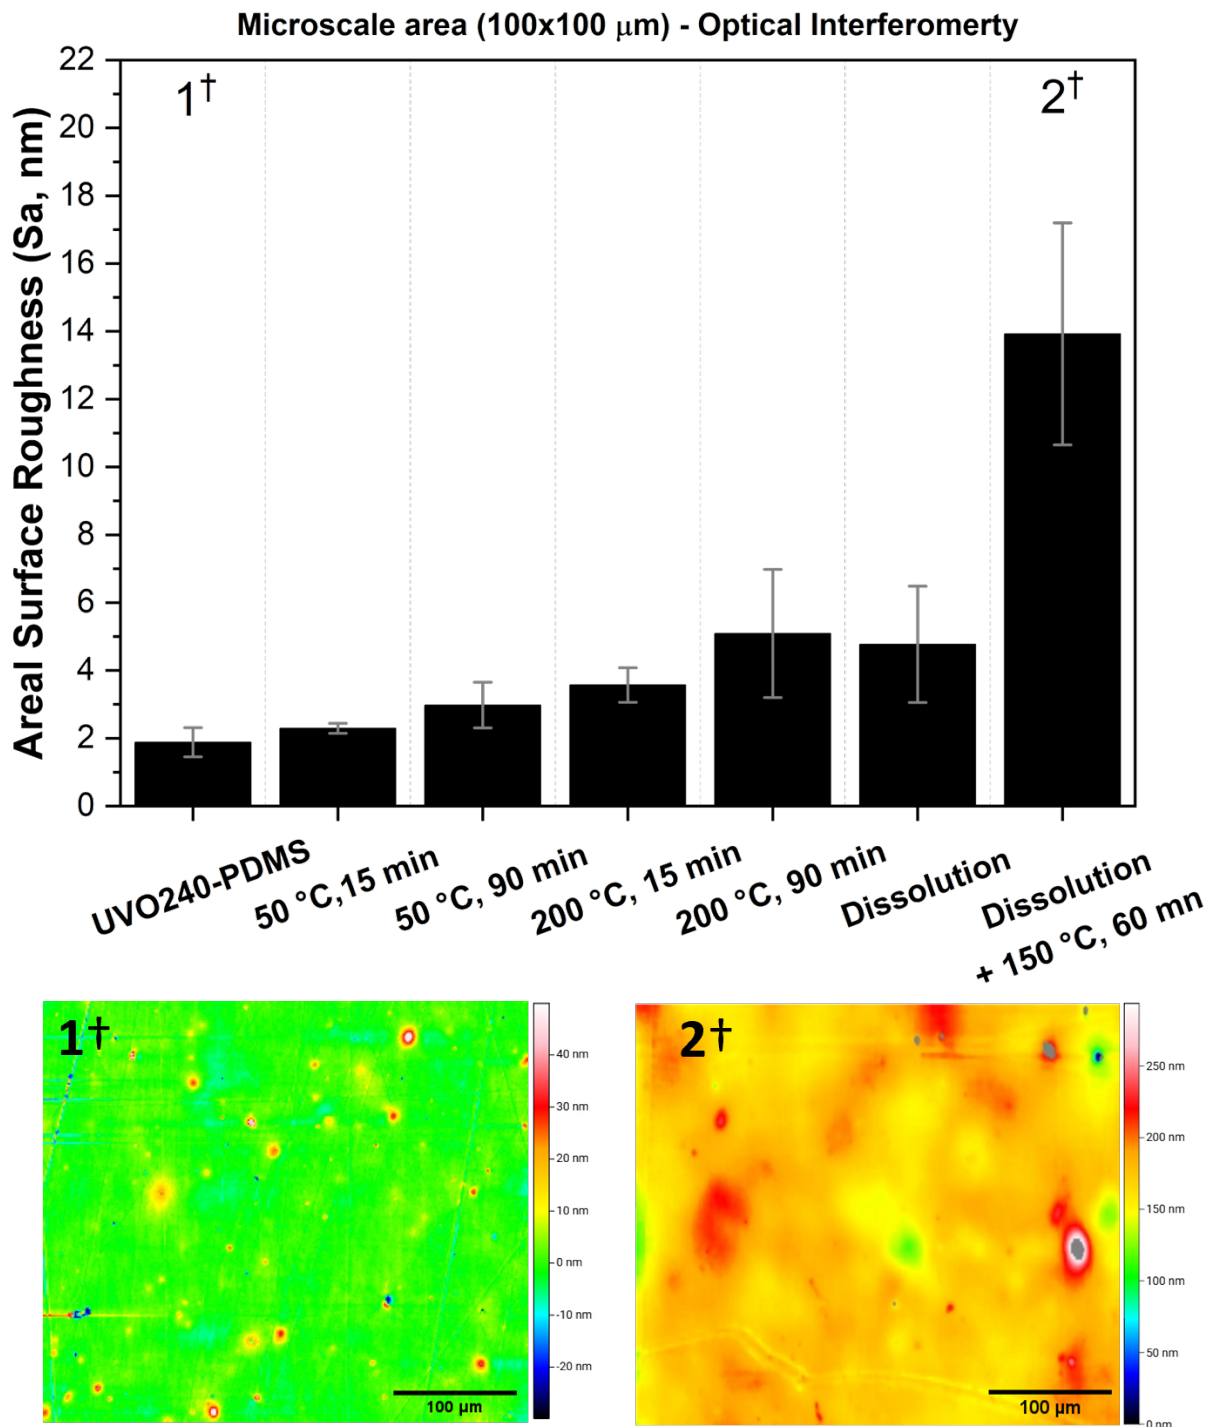 Microscale area (100x100 μm) - Optical Interferomerty
Areal Surface Roughness (Sa, nm)
22
20
18
16
14
12
10
8
6
4
2
0
1†
2†
UVO240-PDMS
50 °C,15 min
50 °C, 90 min
200 °C, 15 min
200 °C, 90 min
Dissolution
Dissolution
+ 150 °C, 60 mn
1†
40 nm
30 nm
20 nm
10 nm
0 nm
-10 nm
-20 nm
100 μm
2†
250 nm
200 nm
150 nm
100 nm
50 nm
0 nm
100 μm